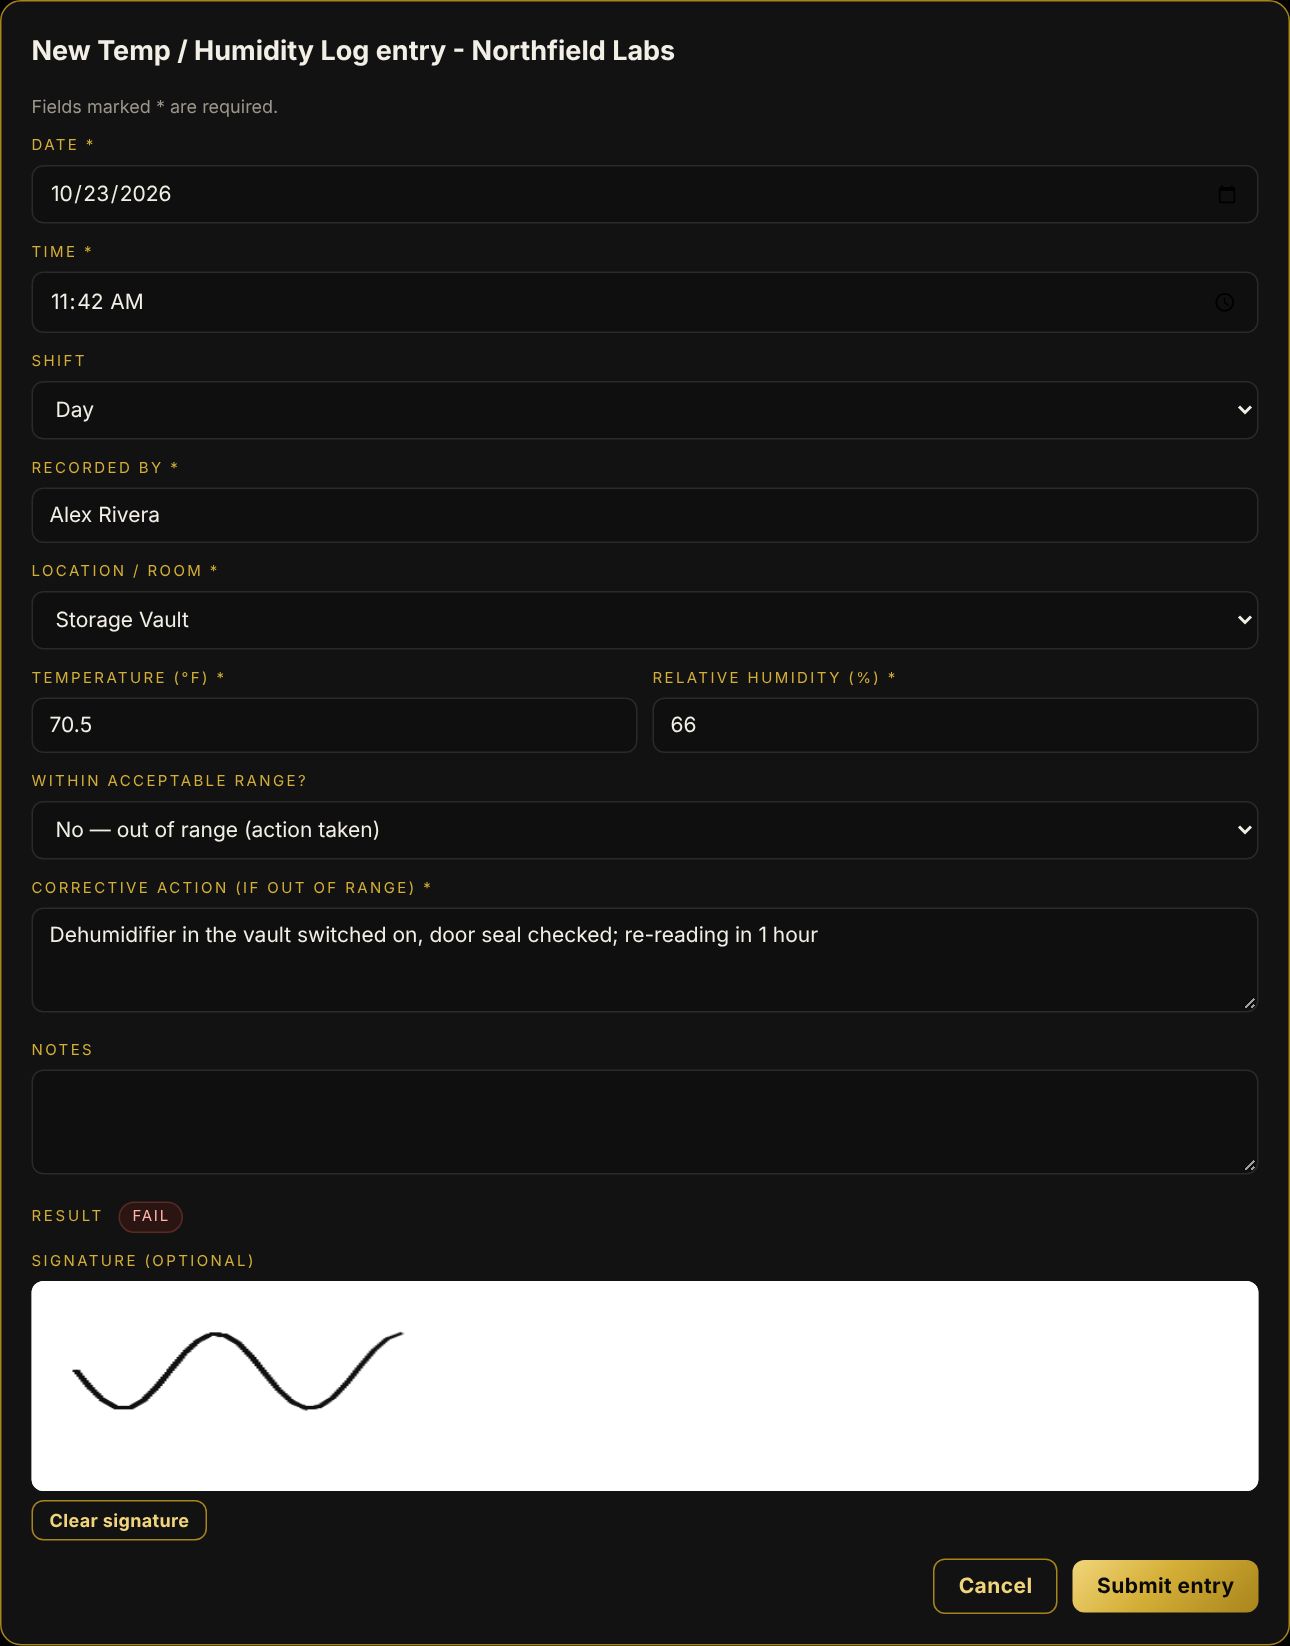 New Temp / Humidity Log entry - Northfield Labs
Fields marked * are required.
DATE *
10/23/2026
TIME *
11:42 AM
SHIFT
Day
RECORDED BY *
Alex Rivera
LOCATION / ROOM *
Storage Vault
TEMPERATURE (°F) *
RELATIVE HUMIDITY (%) *
70.5
66
WITHIN ACCEPTABLE RANGE?
No — out of range (action taken)
CORRECTIVE ACTION (IF OUT OF RANGE) *
Dehumidifier in the vault switched on, door seal checked; re-reading in 1 hour
NOTES
RESULT FAIL
SIGNATURE (OPTIONAL)
Clear signature
Cancel
Submit entry